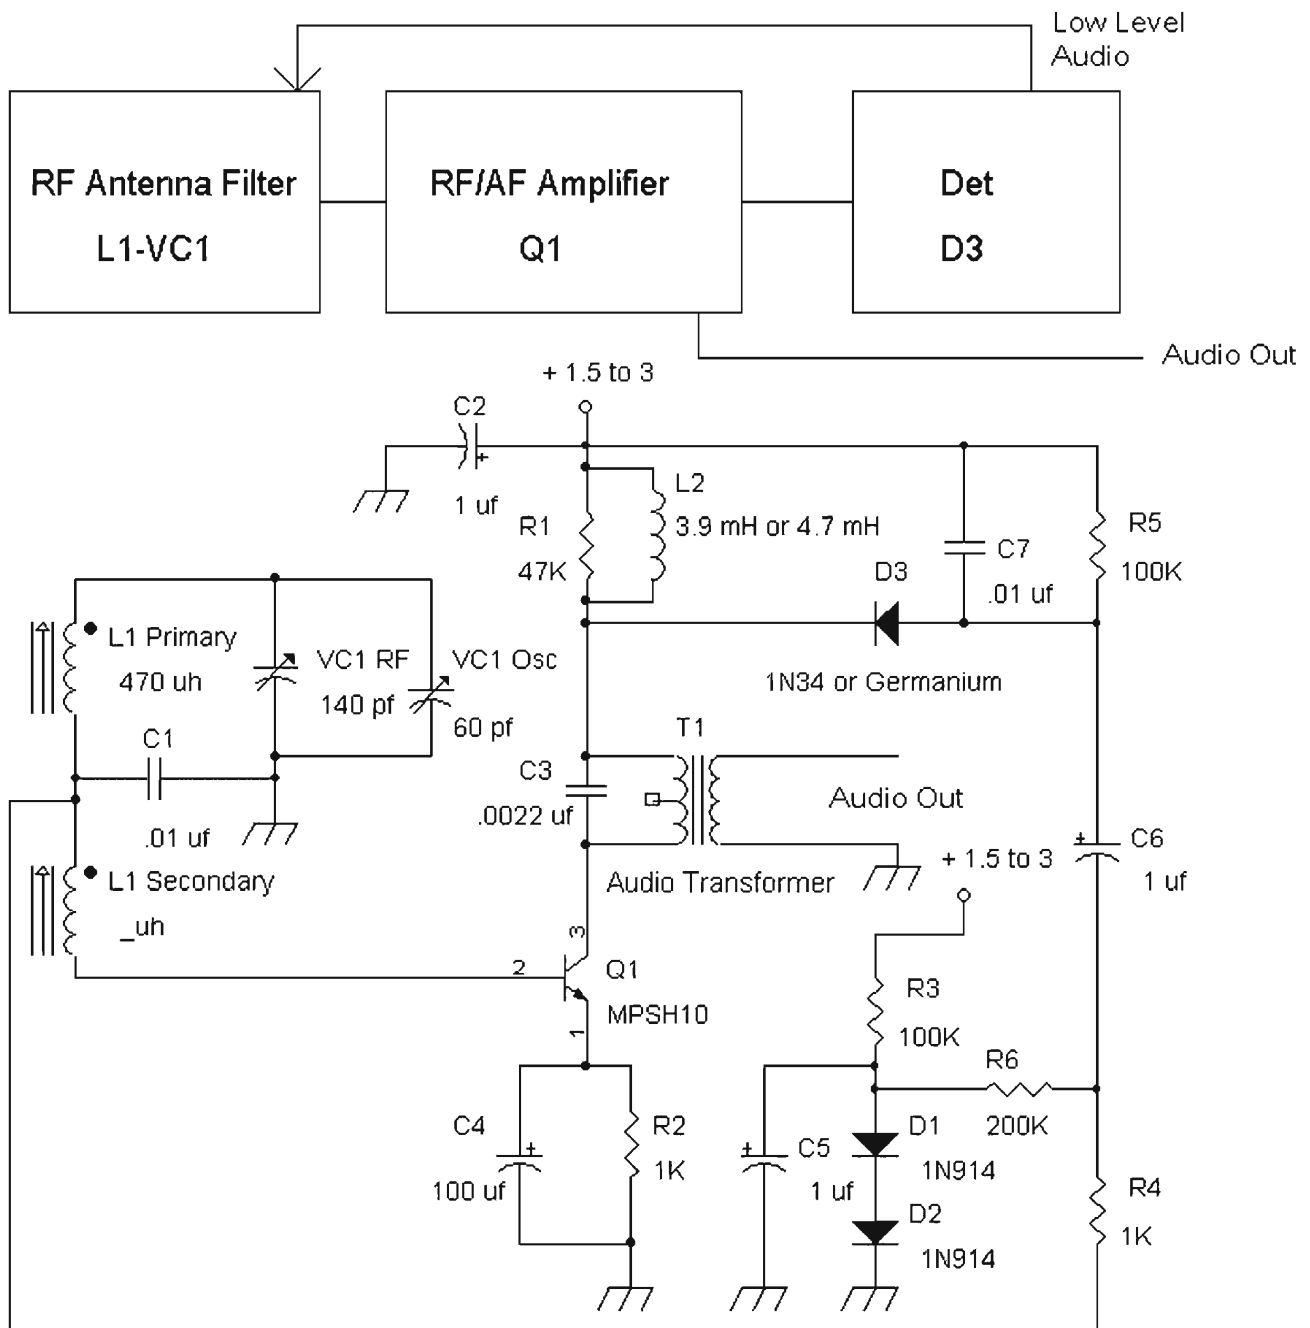 Low Level
Audio
RF Antenna Filter
L1-VC1
RF/AF Amplifier
Q1
Det
D3
Audio Out
+ 1.5 to 3
C2
+
1 uf
R1
47K
L2
3.9 mH or 4.7 mH
C7
.01 uf
R5
100K
D3
1N34 or Germanium
L1 Primary
470 uh
VC1 RF
140 pf
VC1 Osc
60 pf
C1
.01 uf
T1
C3
.0022 uf
Audio Out
Audio Transformer
+
C6
1 uf
+ 1.5 to 3
L1 Secondary
_uh
3
2
Q1
MPSH10
1
R3
100K
R6
200K
C4
+
100 uf
R2
1K
+
C5
1 uf
D1
1N914
D2
1N914
R4
1K